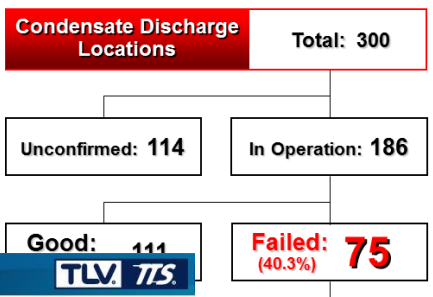 Condensate Discharge
Locations
Total: 300
Unconfirmed: 114
In Operation: 186
Good: 111
Failed: 75
(40.3%)
TLV. TTS.